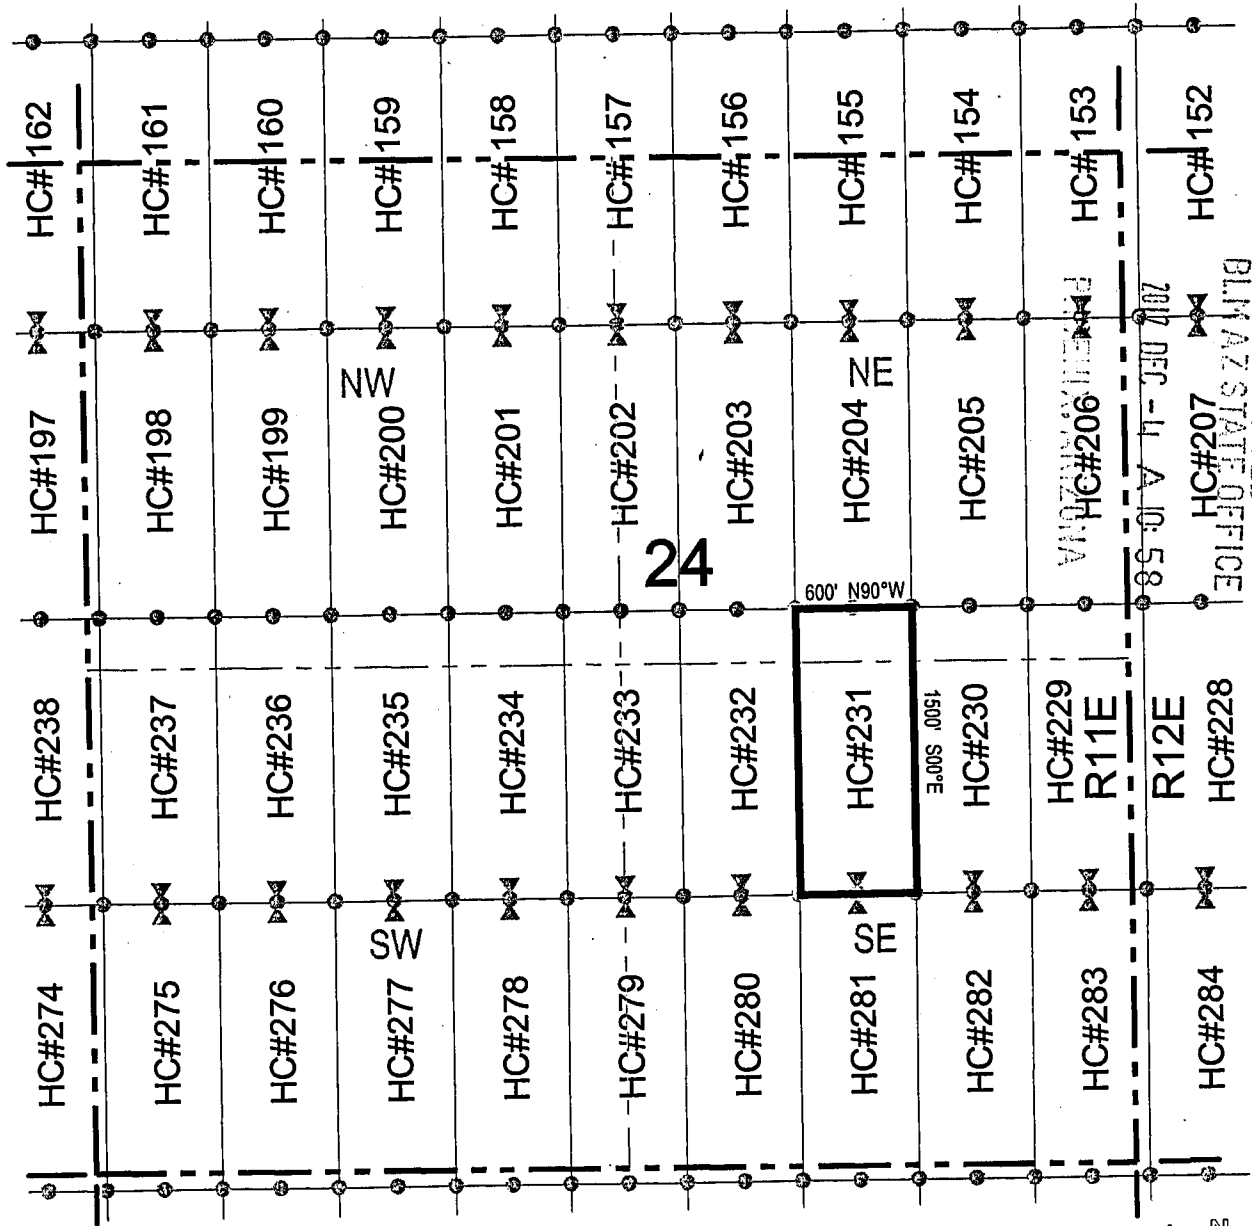 HC# 162
HC# 161
HC# 160
HC# 159
HC# 158
HC# 157
HC# 156
HC# 155
HC# 154
HC# 153
HC# 152
NW
NE
HC#197
HC#198
HC#199
HC#200
HC#201
HC#202
HC#203
HC#204
HC#205
HC#206
HC#207
BLM AZ STATE OFFICE
DEC -4 A 10:58
24
600' N90°W
HC#238
HC#237
HC#236
HC#235
HC#234
HC#233
HC#232
HC#231
1500' S00°E
HC#230
HC#229
R11E
R12E
HC#228
SW
SE
HC#274
HC#275
HC#276
HC#277
HC#278
HC#279
HC#280
HC#281
HC#282
HC#283
HC#284
N